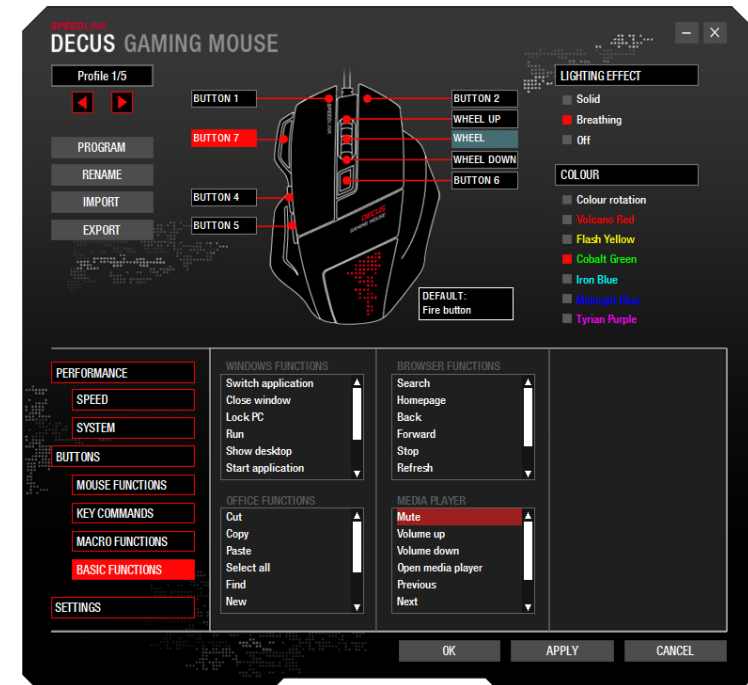 SPEEDLINK
DECUS GAMING MOUSE
Profile 1/5
PROGRAM
RENAME
IMPORT
EXPORT
BUTTON 1
BUTTON 7
BUTTON 4
BUTTON 5
BUTTON 2
WHEEL UP
WHEEL
WHEEL DOWN
BUTTON 6
SPEEDLINK
DECUS
GAMING MOUSE
DEFAULT:
Fire button
LIGHTING EFFECT
Solid
Breathing
Off
COLOUR
Colour rotation
Volcano Red
Flash Yellow
Cobalt Green
Iron Blue
Midnight Blue
Tyrian Purple
PERFORMANCE
SPEED
SYSTEM
BUTTONS
MOUSE FUNCTIONS
KEY COMMANDS
MACRO FUNCTIONS
BASIC FUNCTIONS
SETTINGS
WINDOWS FUNCTIONS
Switch application
Close window
Lock PC
Run
Show desktop
Start application
BROWSER FUNCTIONS
Search
Homepage
Back
Forward
Stop
Refresh
OFFICE FUNCTIONS
Cut
Copy
Paste
Select all
Find
New
MEDIA PLAYER
Mute
Volume up
Volume down
Open media player
Previous
Next
OK
APPLY
CANCEL